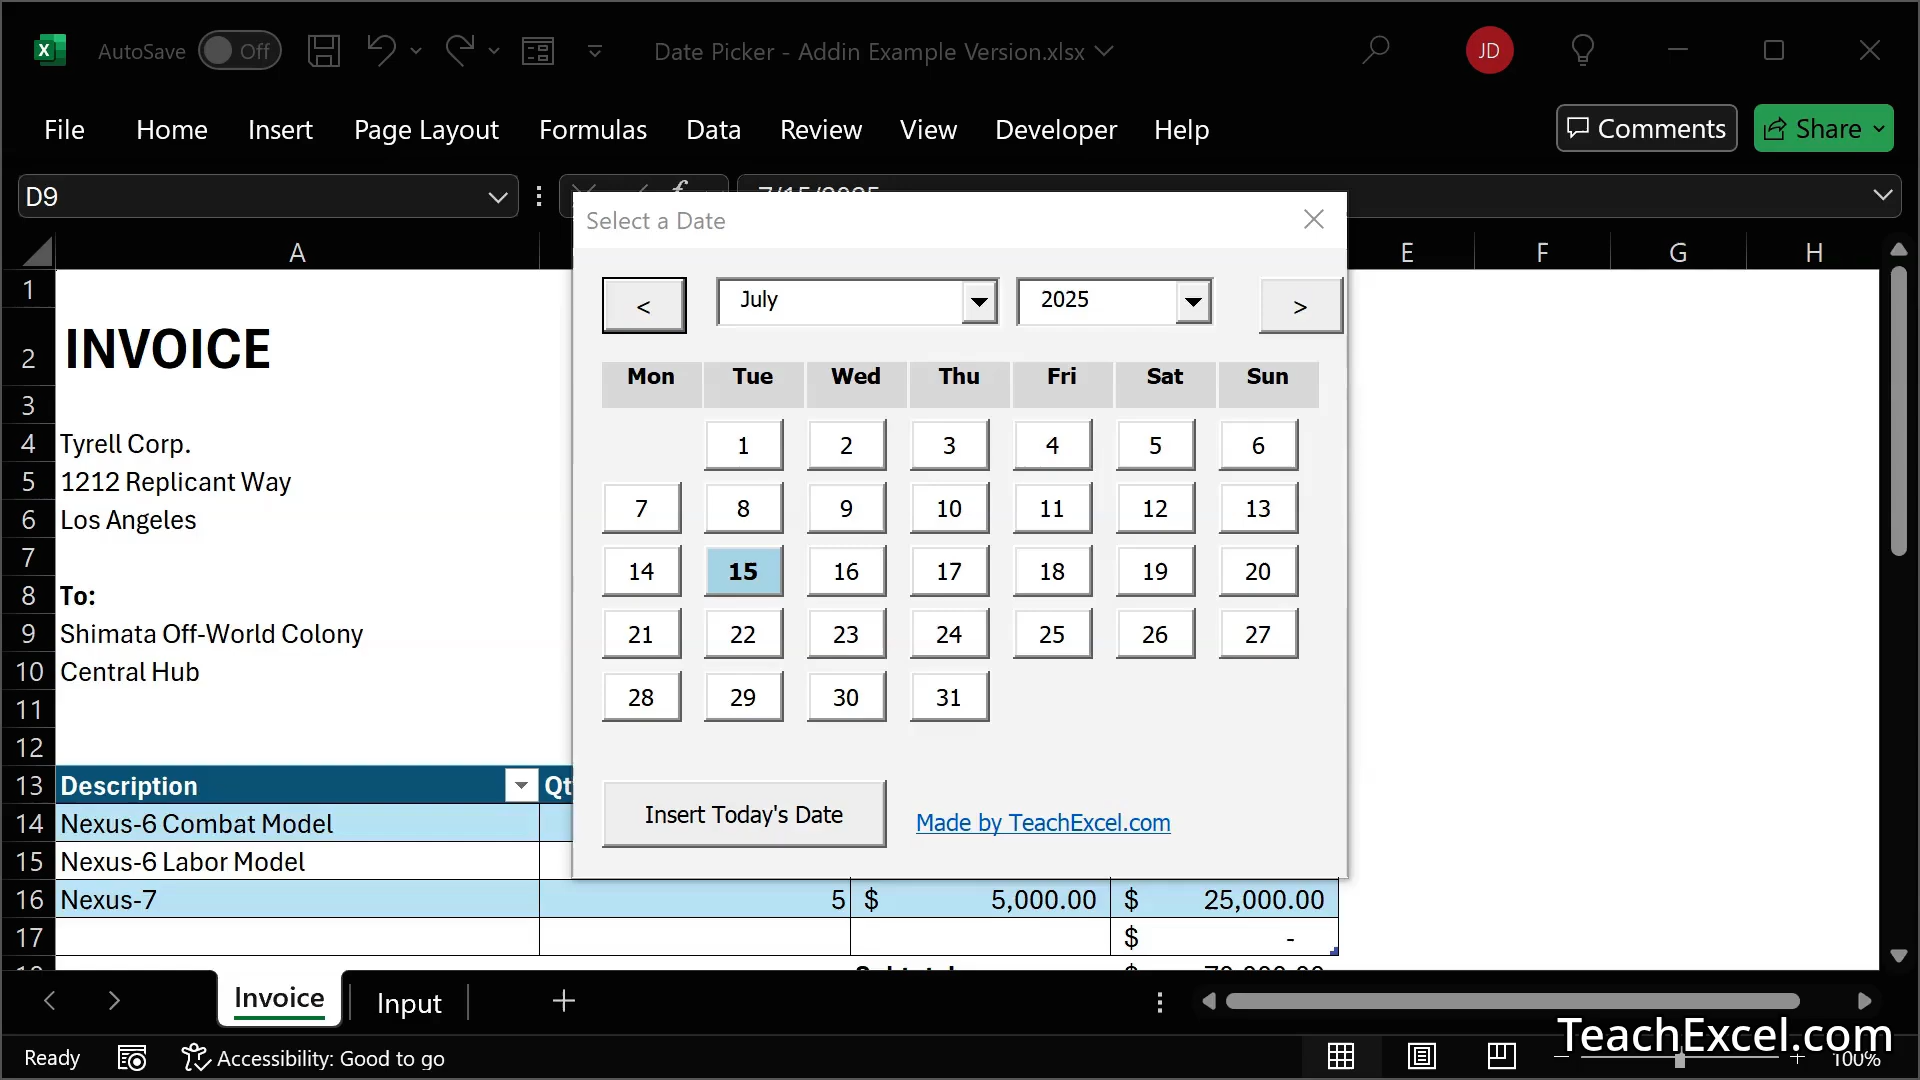 AutoSave Off Date Picker - Addin Example Version.xlsx JD
File Home Insert Page Layout Formulas Data Review View Developer Help Comments Share
D9 7/15/2025
Select a Date
A E F G H
< July 2025 >
Mon Tue Wed Thu Fri Sat Sun
1 2 3 4 5 6
7 8 9 10 11 12 13
14 15 16 17 18 19 20
21 22 23 24 25 26 27
28 29 30 31
Insert Today's Date Made by TeachExcel.com
1
2 INVOICE
3
4 Tyrell Corp.
5 1212 Replicant Way
6 Los Angeles
7
8 To:
9 Shimata Off-World Colony
10 Central Hub
11
12
13 Description
14 Nexus-6 Combat Model
15 Nexus-6 Labor Model
16 Nexus-7 5 $ 5,000.00 $ 25,000.00
17 $ -
Invoice Input +
TeachExcel.com
Ready Accessibility: Good to go 100%